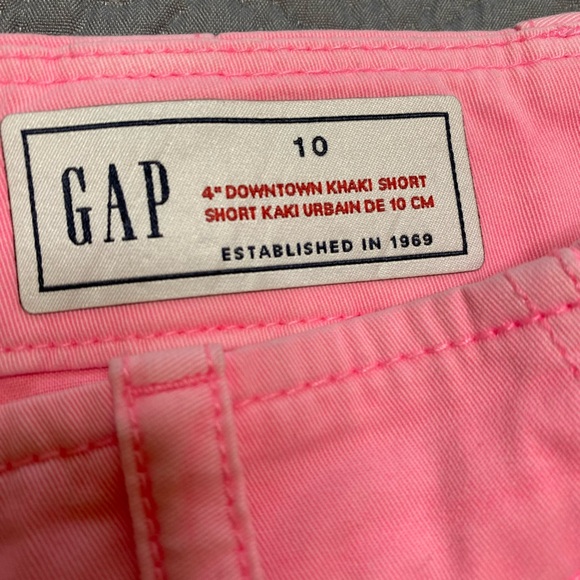 GAP
10
4" DOWNTOWN KHAKI SHORT
SHORT KAKI URBAIN DE 10 CM
ESTABLISHED IN 1969